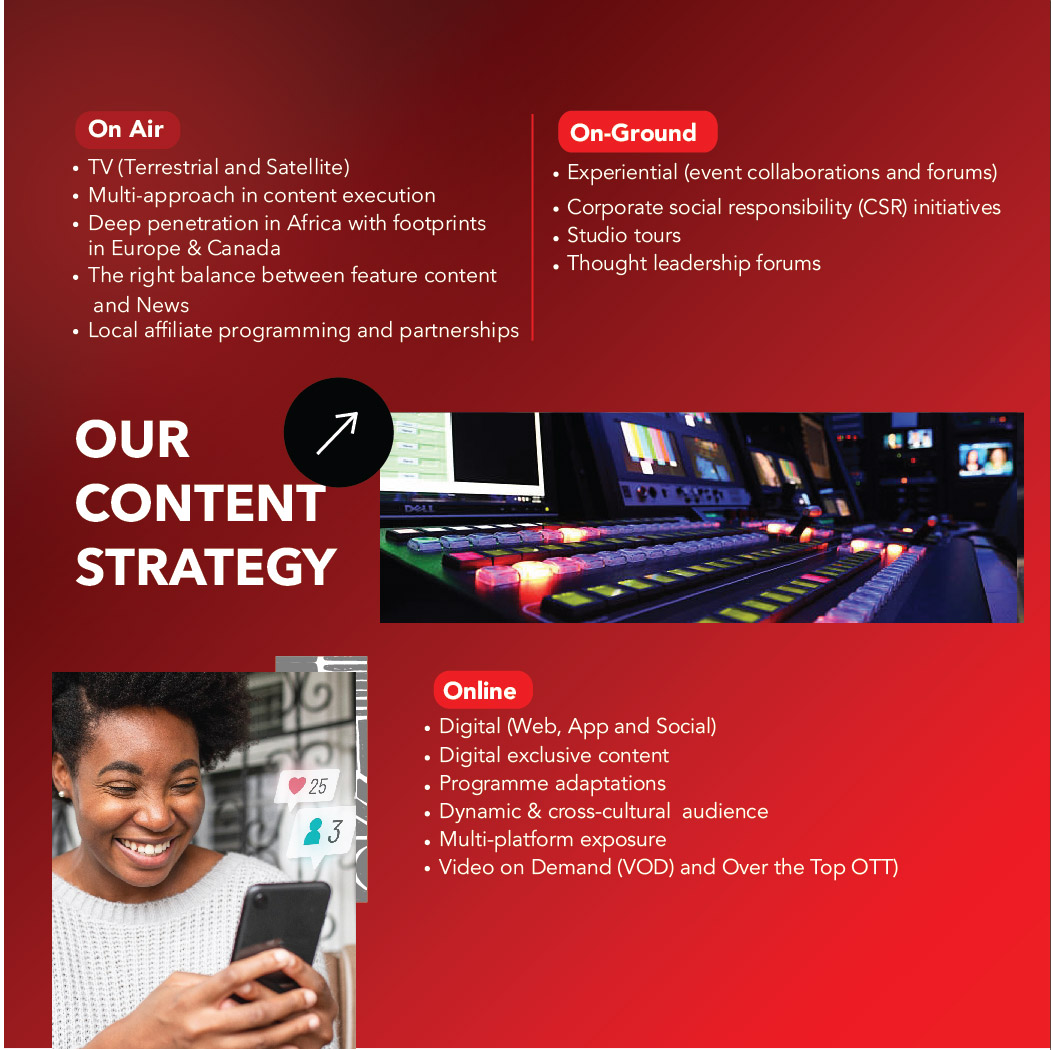 On Air
• TV (Terrestrial and Satellite)
• Multi-approach in content execution
• Deep penetration in Africa with footprints
in Europe & Canada
• The right balance between feature content
and News
• Local affiliate programming and partnerships
On-Ground
• Experiential (event collaborations and forums)
• Corporate social responsibility (CSR) initiatives
• Studio tours
• Thought leadership forums
OUR
CONTENT
STRATEGY
DELL
25
3
Online
• Digital (Web, App and Social)
• Digital exclusive content
• Programme adaptations
• Dynamic & cross-cultural  audience
• Multi-platform exposure
• Video on Demand (VOD) and Over the Top OTT)